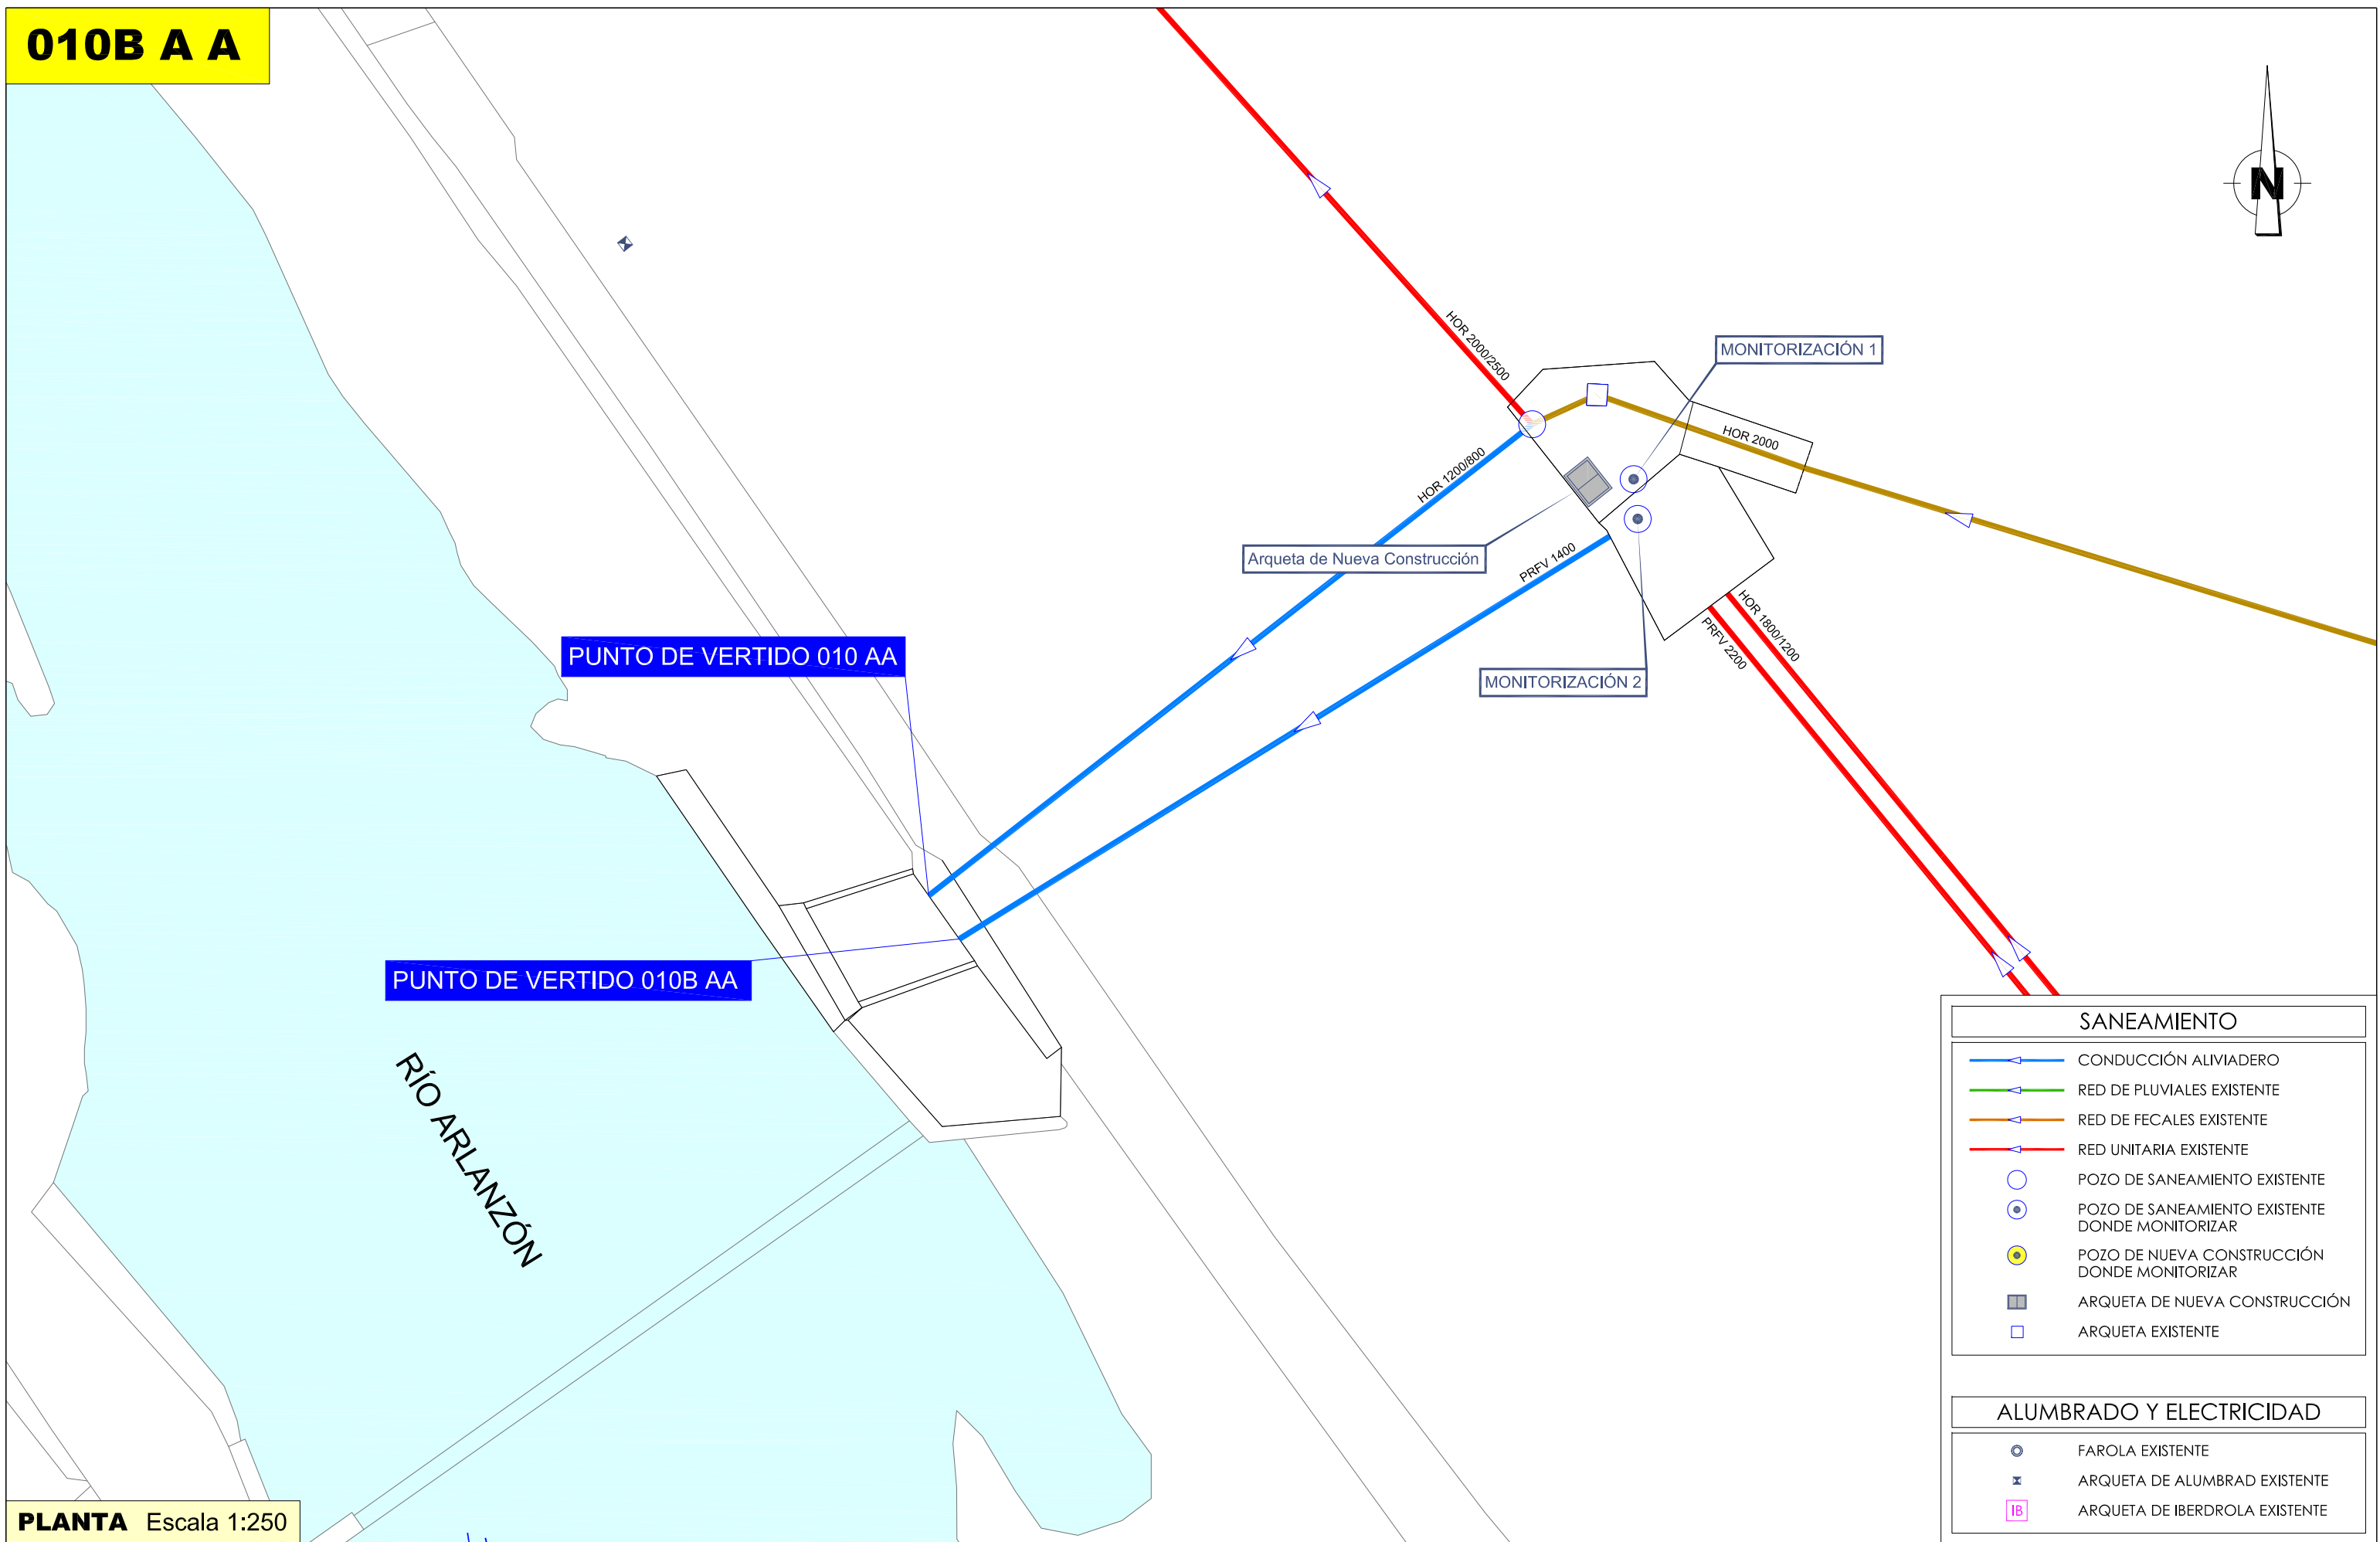 010B A A
N
HOR 2000/2500
MONITORIZACIÓN 1
HOR 2000
HOR 1200/800
Arqueta de Nueva Construcción
PRFV 1400
HOR 1800/1200
PRFV 2200
PUNTO DE VERTIDO 010 AA
MONITORIZACIÓN 2
PUNTO DE VERTIDO 010B AA
RÍO ARLANZÓN
SANEAMIENTO
CONDUCCIÓN ALIVIADERO
RED DE PLUVIALES EXISTENTE
RED DE FECALES EXISTENTE
RED UNITARIA EXISTENTE
POZO DE SANEAMIENTO EXISTENTE
POZO DE SANEAMIENTO EXISTENTE
DONDE MONITORIZAR
POZO DE NUEVA CONSTRUCCIÓN
DONDE MONITORIZAR
ARQUETA DE NUEVA CONSTRUCCIÓN
ARQUETA EXISTENTE
ALUMBRADO Y ELECTRICIDAD
FAROLA EXISTENTE
ARQUETA DE ALUMBRAD EXISTENTE
IB ARQUETA DE IBERDROLA EXISTENTE
PLANTA Escala 1:250